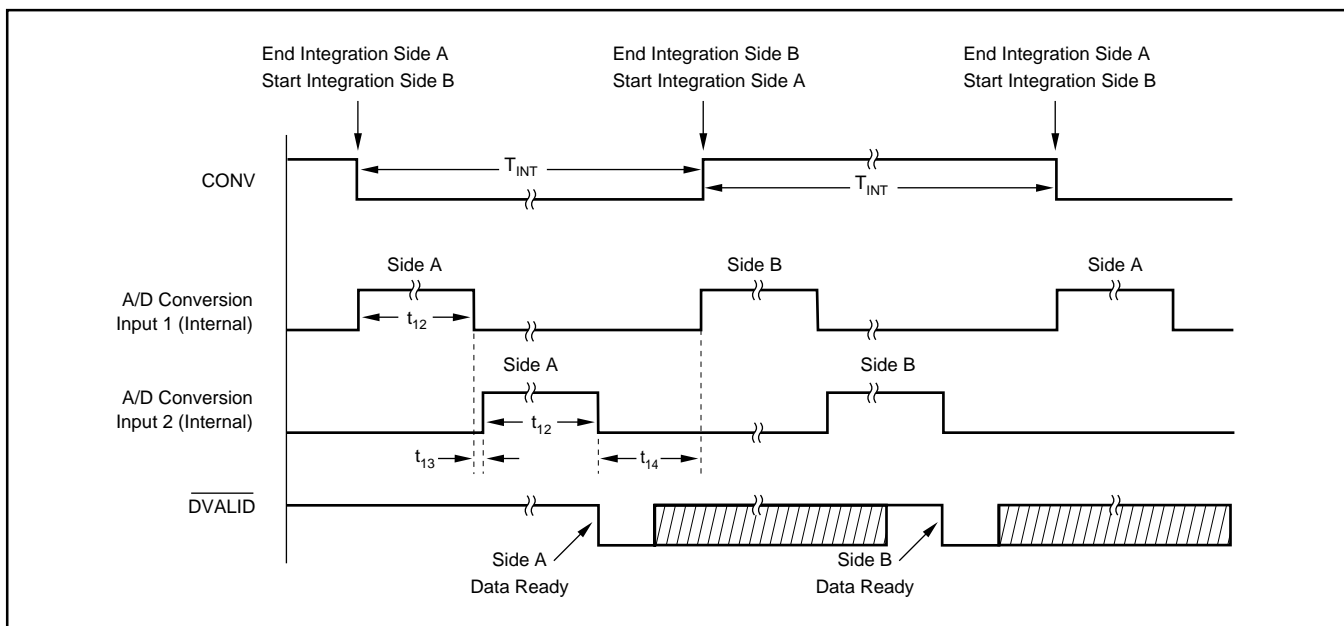 End Integration Side A
Start Integration Side B
End Integration Side B
Start Integration Side A
End Integration Side A
Start Integration Side B
CONV
TINT
TINT
A/D Conversion
Input 1 (Internal)
Side A
Side B
Side A
t12
A/D Conversion
Input 2 (Internal)
Side A
Side B
t12
t13
t14
DVALID
Side A
Data Ready
Side B
Data Ready